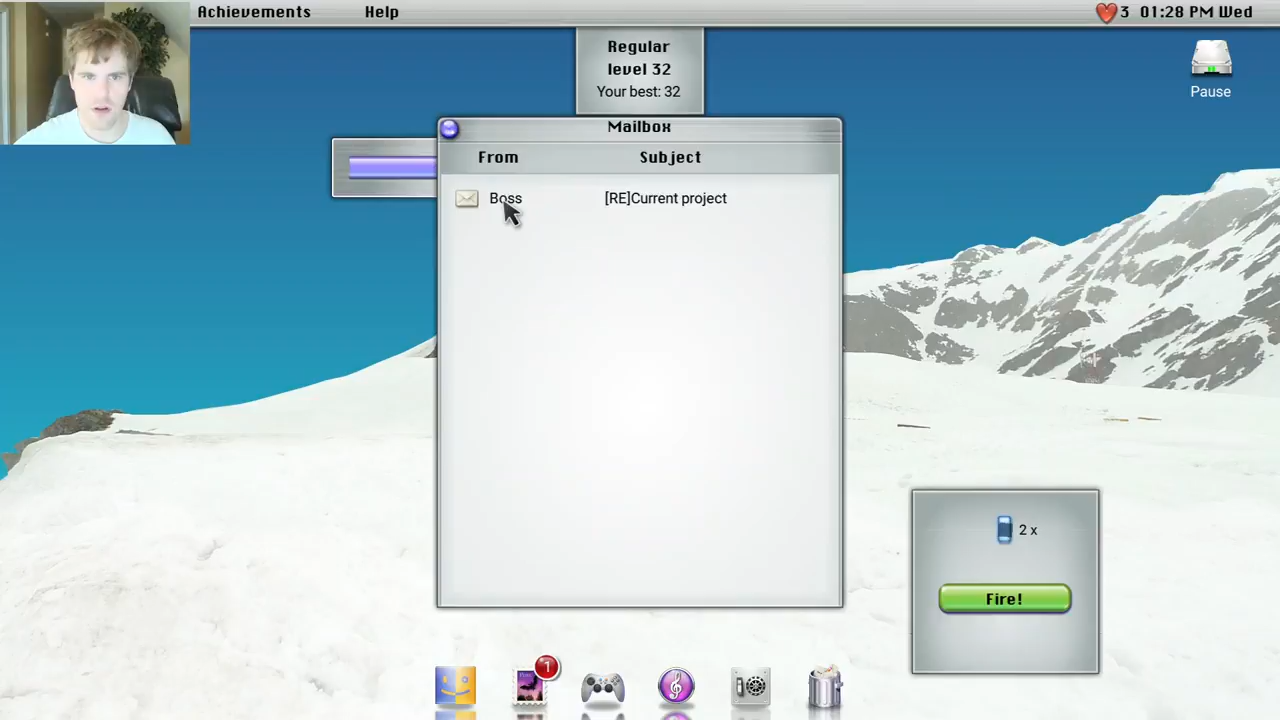 Achievements Help 3 01:28 PM Wed
Regular
level 32
Your best: 32
Pause
Mailbox
From Subject
Boss [RE]Current project
2 x
Fire!
1